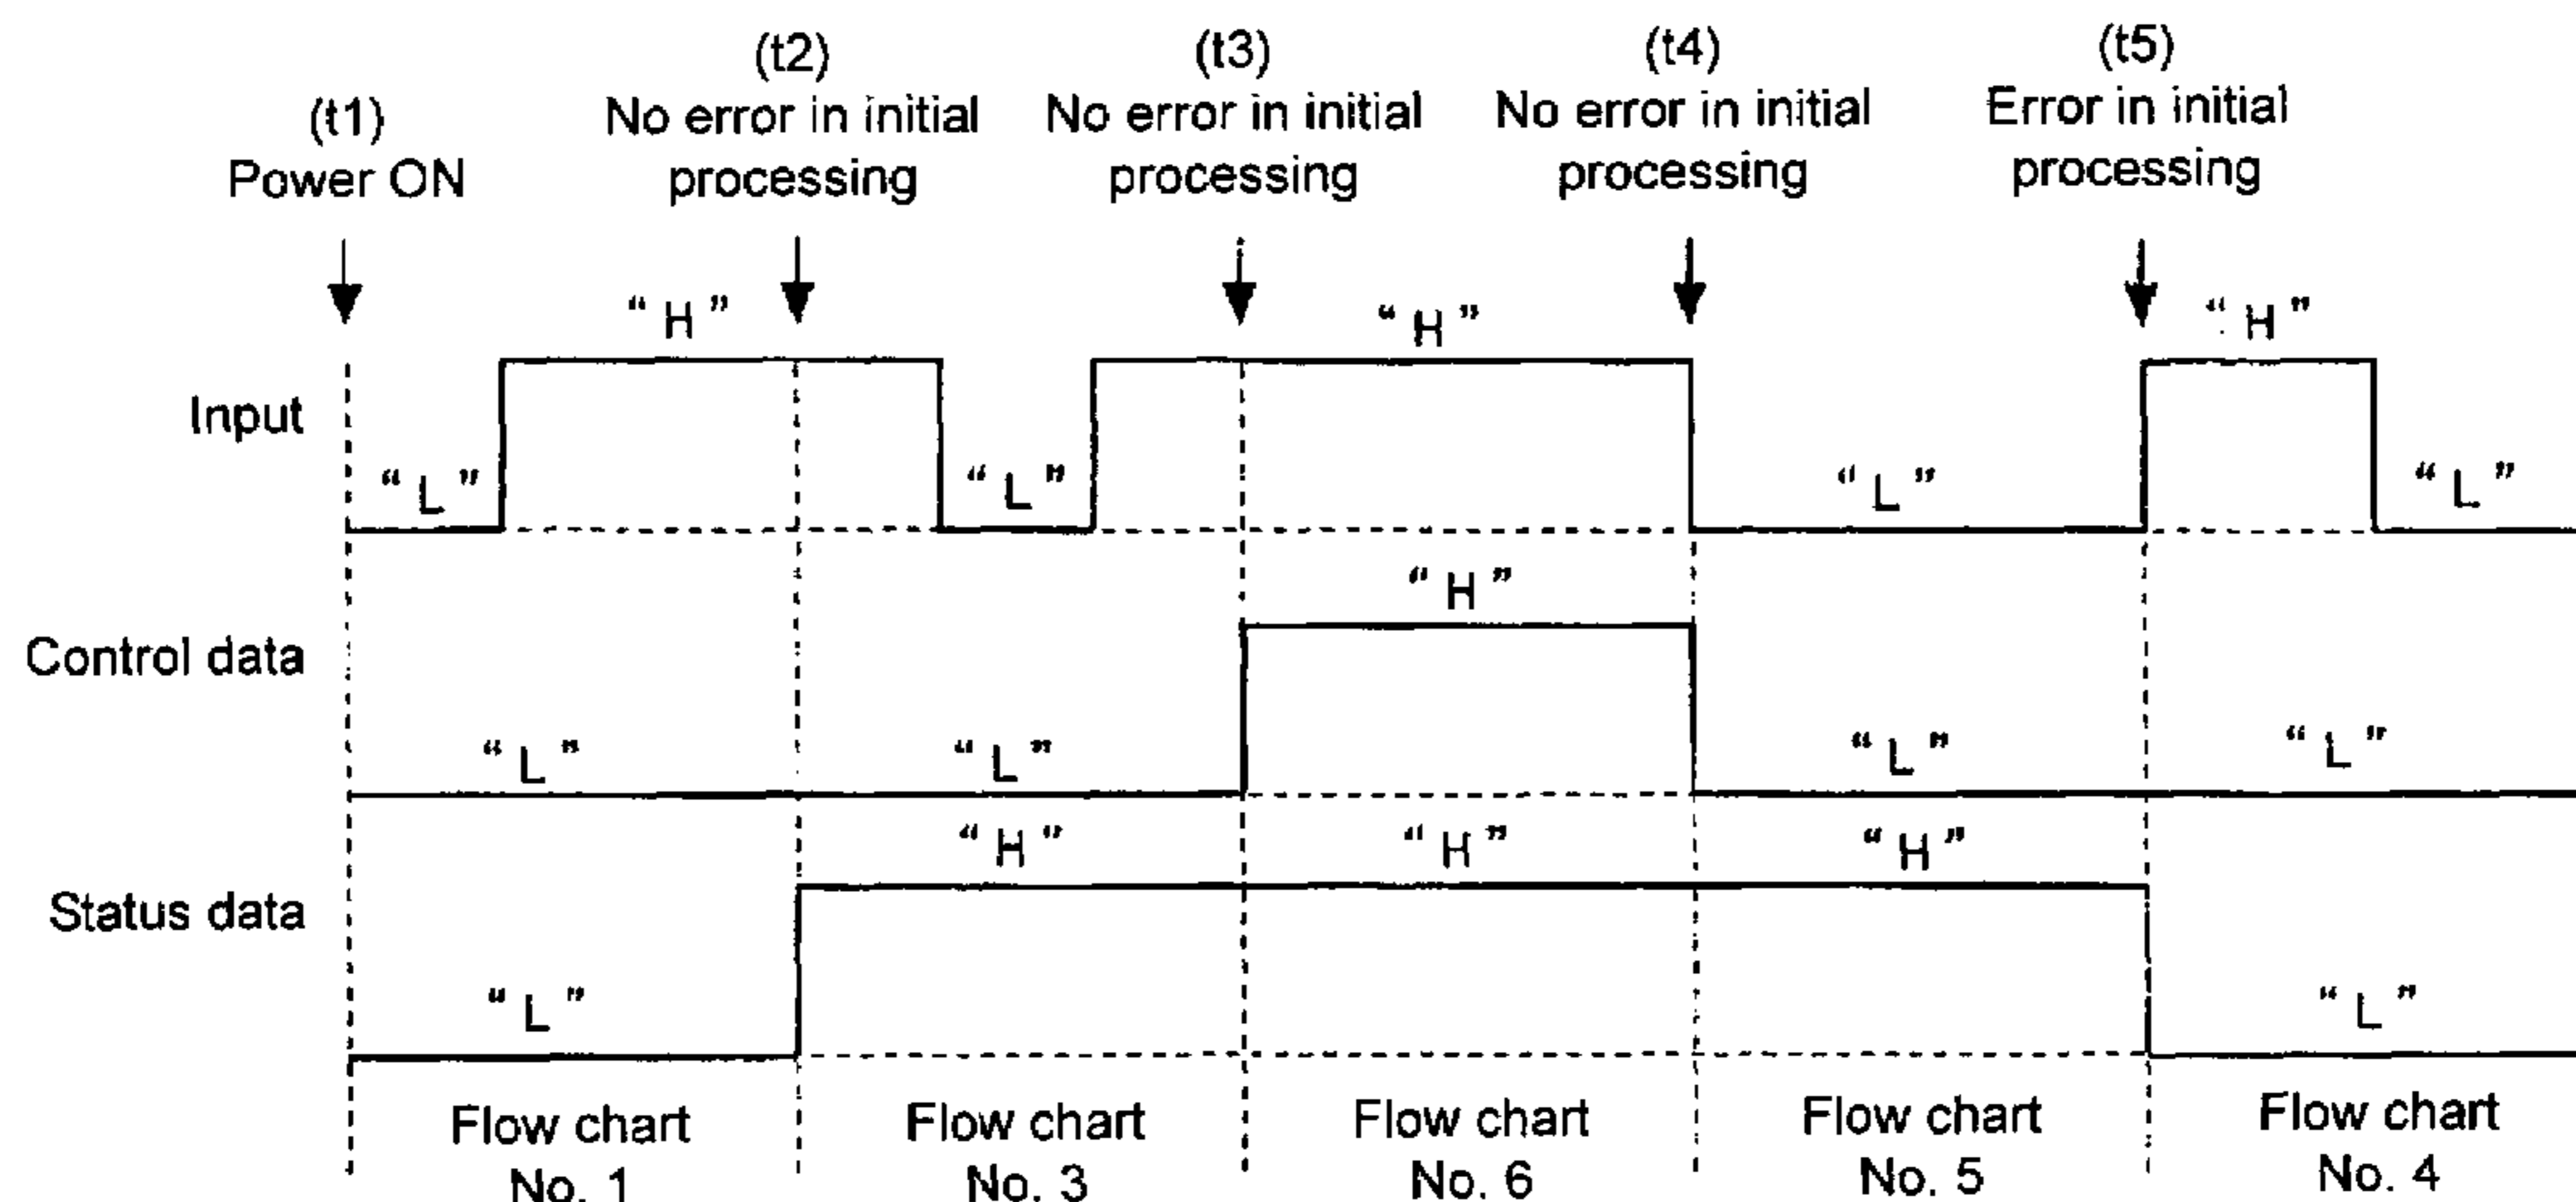 (t1)
Power ON
(t2)
No error in initial
processing
(t3)
No error in initial
processing
(t4)
No error in initial
processing
(t5)
Error in initial
processing
Input
“L”
“H”
“L”
“H”
“L”
“H”
“L”
Control data
“L”
“L”
“H”
“L”
“L”
Status data
“L”
“H”
“H”
“H”
“L”
Flow chart
No. 1
Flow chart
No. 3
Flow chart
No. 6
Flow chart
No. 5
Flow chart
No. 4